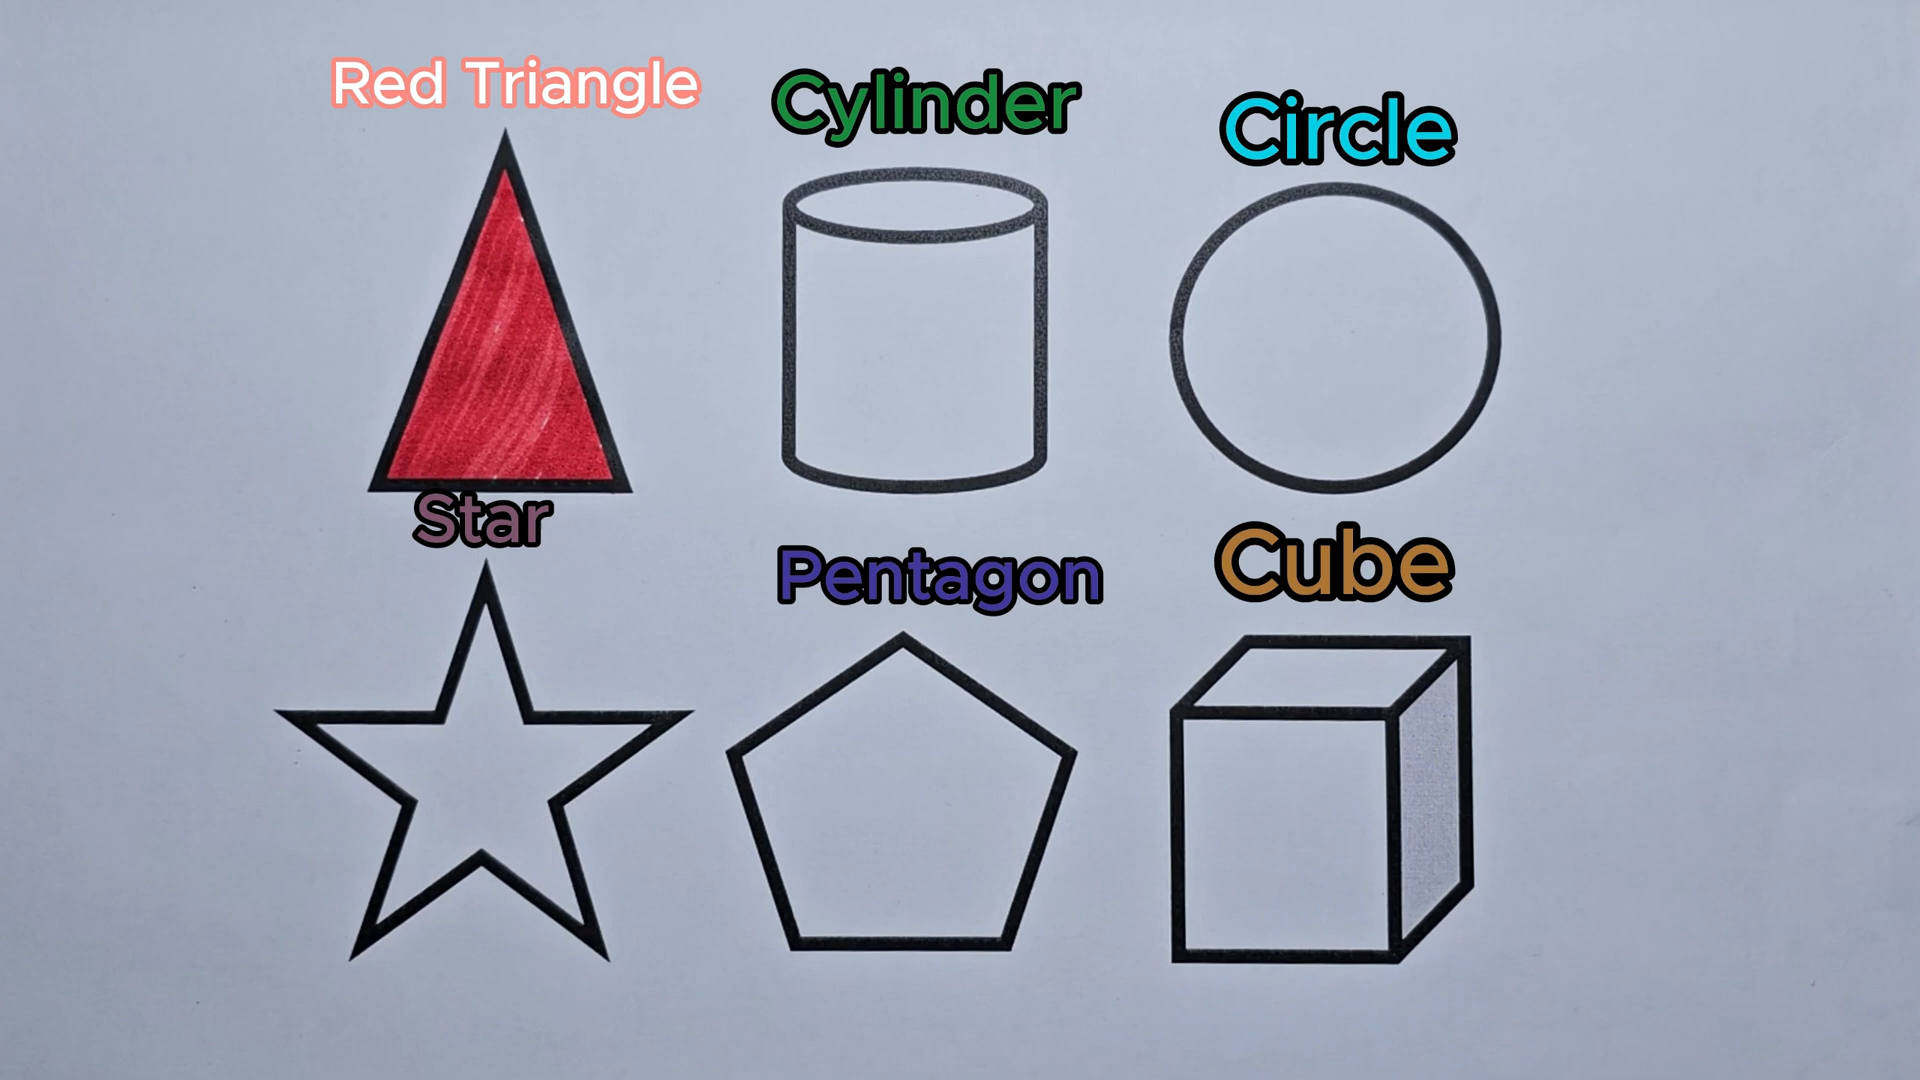 Red Triangle
Cylinder
Circle
Star
Pentagon
Cube